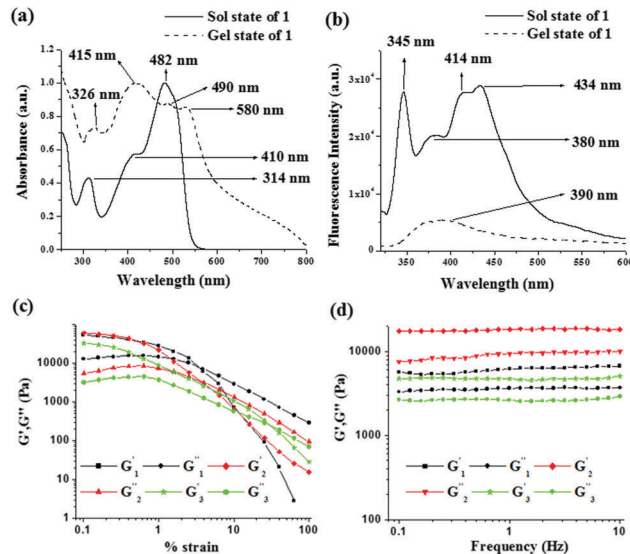 (a)
Sol state of 1
Gel state of 1
415 nm
482 nm
326 nm
490 nm
580 nm
410 nm
314 nm
Absorbance (a.u.)
1.2
1.0
0.8
0.6
0.4
0.2
0.0
300 400 500 600 700 800
Wavelength (nm)
(b)
Sol state of 1
Gel state of 1
345 nm
414 nm
434 nm
380 nm
390 nm
Fluorescence Intensity (a.u.)
3x10⁴
2x10⁴
1x10⁴
350 400 450 500 550 600
Wavelength (nm)
(c)
G',G'' (Pa)
10000
1000
100
10
1
G'1 G''1 G'2
G''2 G'3 G''3
0.1 1 10 100
% strain
(d)
G',G'' (Pa)
10000
1000
100
G'1 G''1 G'2
G''2 G'3 G''3
0.1 1 10
Frequency (Hz)